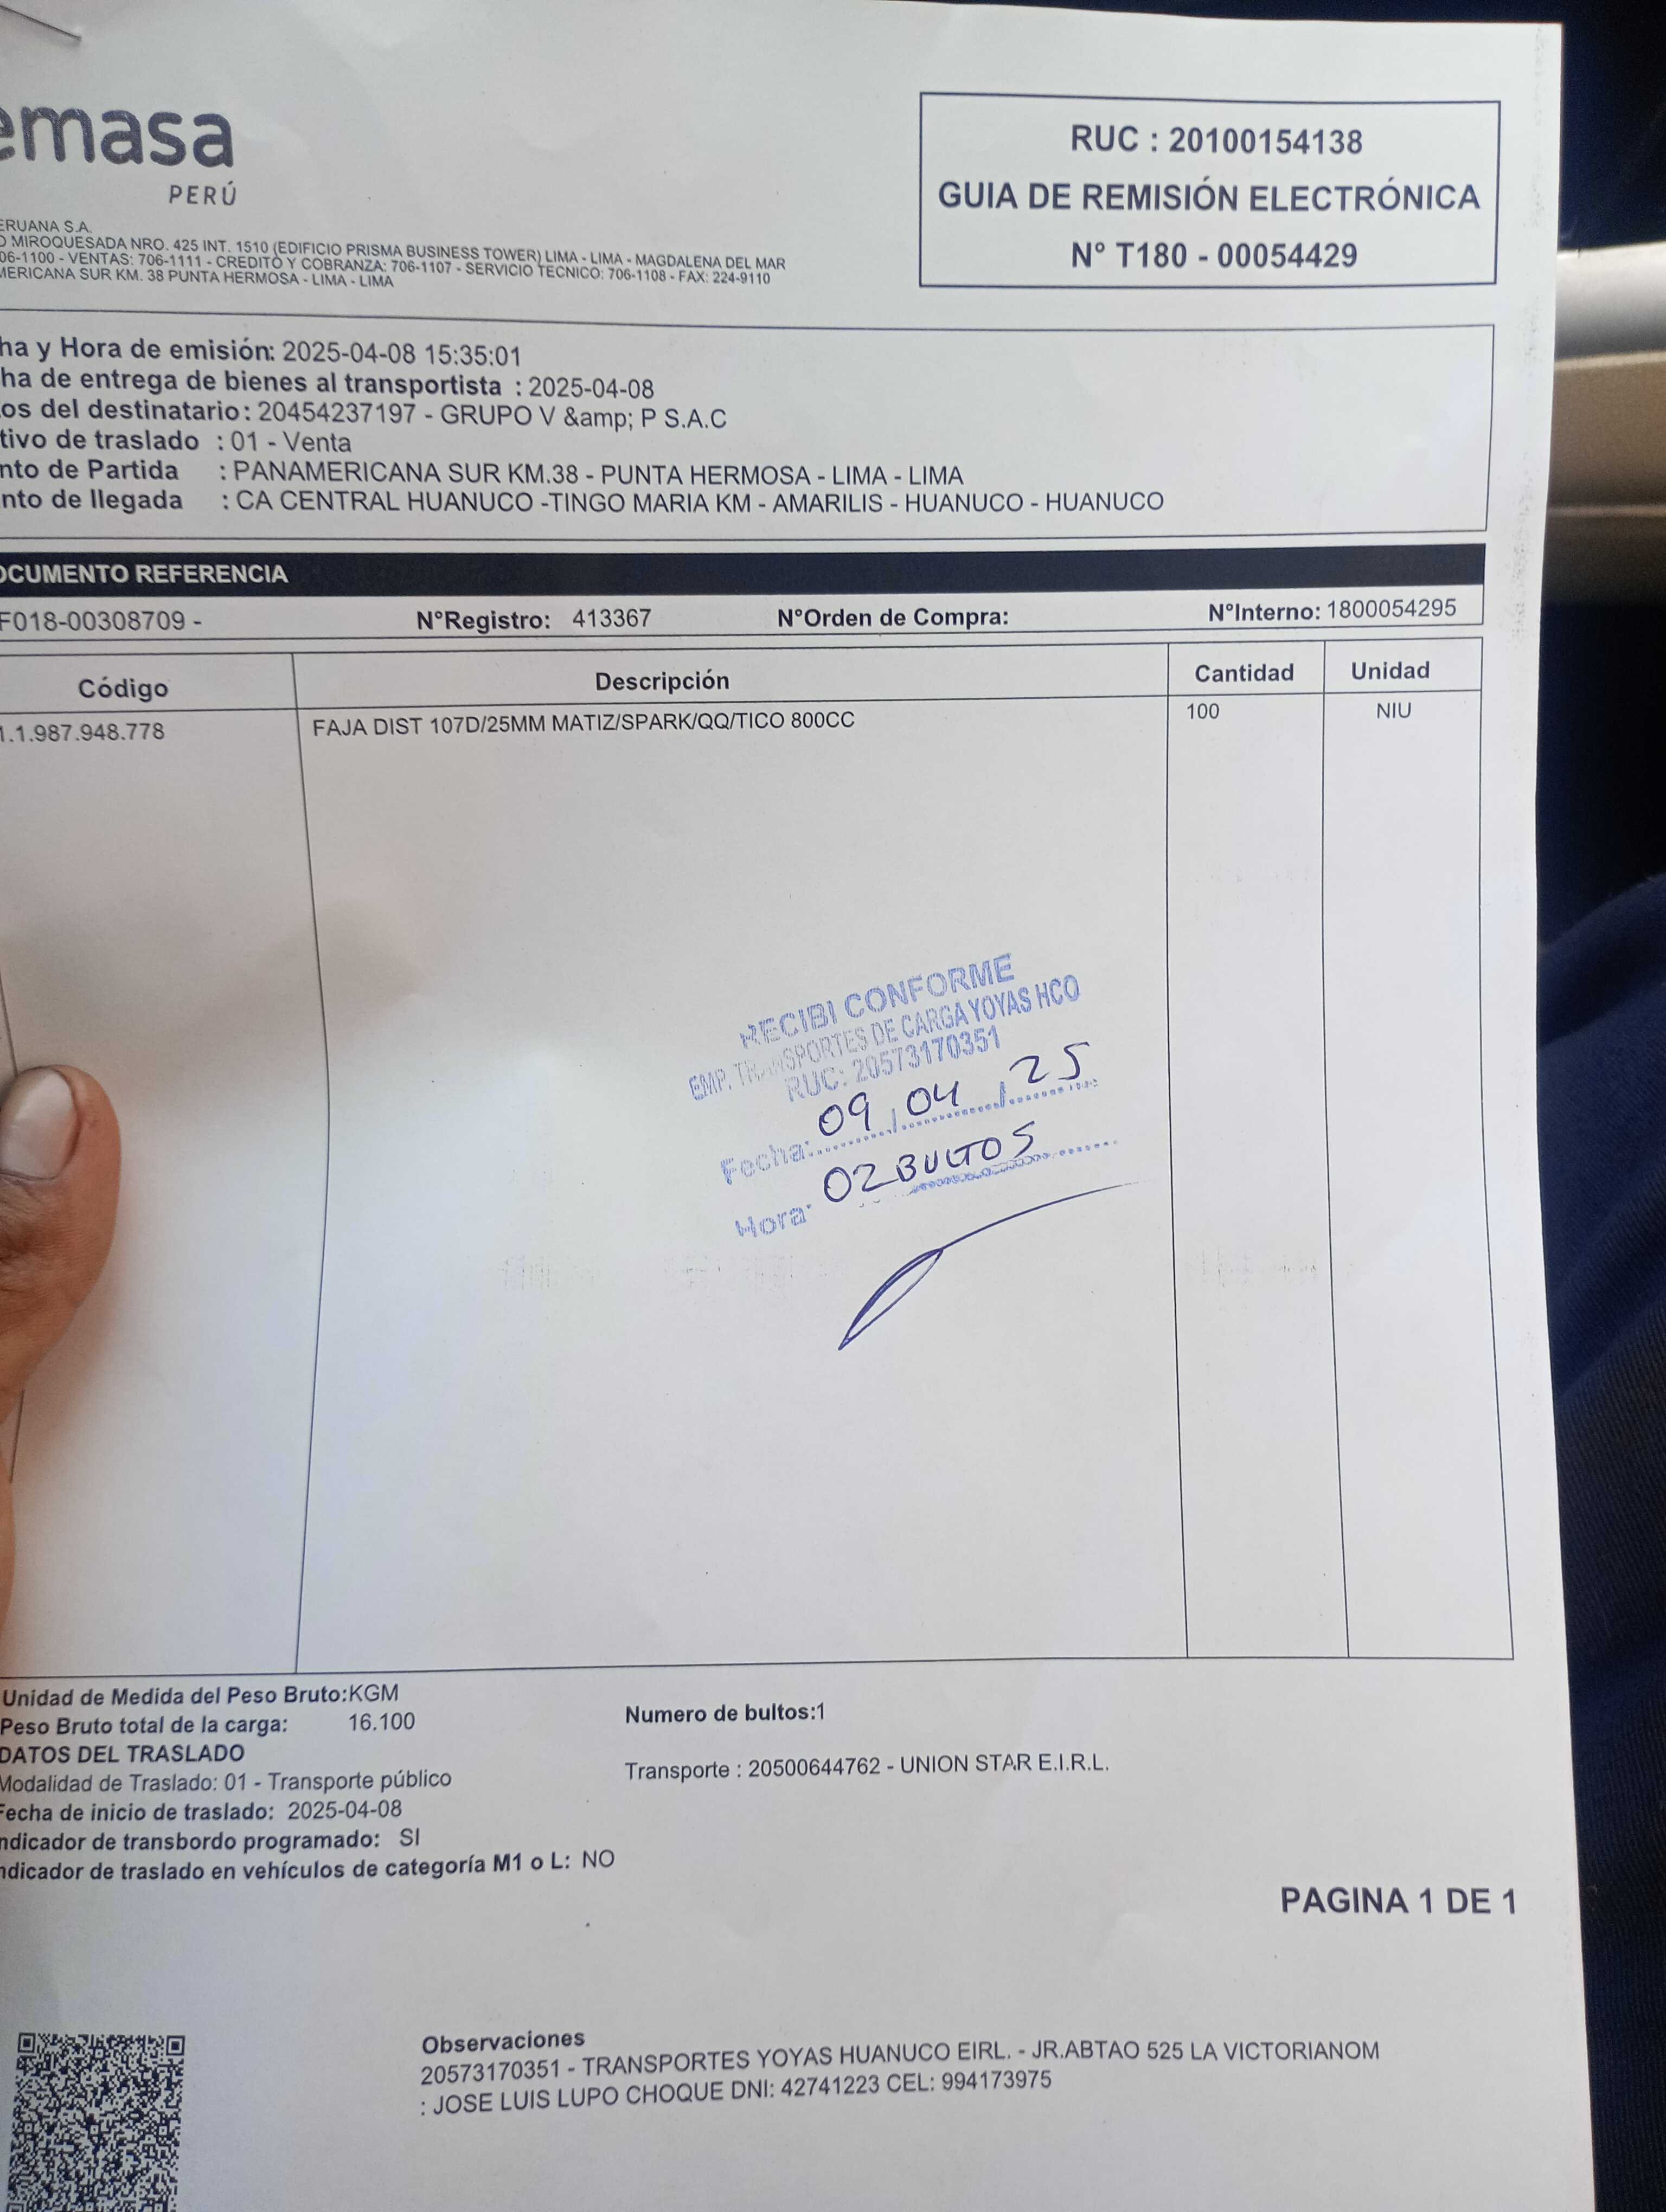 emasa
PERÚ
ERUANA S.A.
O MIROQUESADA NRO. 425 INT. 1510 (EDIFICIO PRISMA BUSINESS TOWER) LIMA - LIMA - MAGDALENA DEL MAR
06-1100 - VENTAS: 706-1111 - CREDITO Y COBRANZA: 706-1107 - SERVICIO TECNICO: 706-1108 - FAX: 224-9110
MERICANA SUR KM. 38 PUNTA HERMOSA - LIMA - LIMA
RUC : 20100154138
GUIA DE REMISIÓN ELECTRÓNICA
N° T180 - 00054429
ha y Hora de emisión: 2025-04-08 15:35:01
ha de entrega de bienes al transportista : 2025-04-08
os del destinatario: 20454237197 - GRUPO V &amp; P S.A.C
tivo de traslado : 01 - Venta
nto de Partida : PANAMERICANA SUR KM.38 - PUNTA HERMOSA - LIMA - LIMA
nto de llegada : CA CENTRAL HUANUCO -TINGO MARIA KM - AMARILIS - HUANUCO - HUANUCO
OCUMENTO REFERENCIA
F018-00308709 - N°Registro: 413367 N°Orden de Compra: N°Interno: 1800054295
Código Descripción Cantidad Unidad
1.1.987.948.778 FAJA DIST 107D/25MM MATIZ/SPARK/QQ/TICO 800CC 100 NIU
RECIBI CONFORME
EMP. TRANSPORTES DE CARGA YOYAS HCO
RUC: 20573170351
Fecha: 09 / 04 / 25
Hora: 02 BULTOS
Unidad de Medida del Peso Bruto:KGM
Peso Bruto total de la carga: 16.100 Numero de bultos:1
DATOS DEL TRASLADO
Modalidad de Traslado: 01 - Transporte público Transporte : 20500644762 - UNION STAR E.I.R.L.
Fecha de inicio de traslado: 2025-04-08
ndicador de transbordo programado: SI
ndicador de traslado en vehículos de categoría M1 o L: NO
PAGINA 1 DE 1
Observaciones
20573170351 - TRANSPORTES YOYAS HUANUCO EIRL. - JR.ABTAO 525 LA VICTORIANOM
: JOSE LUIS LUPO CHOQUE DNI: 42741223 CEL: 994173975